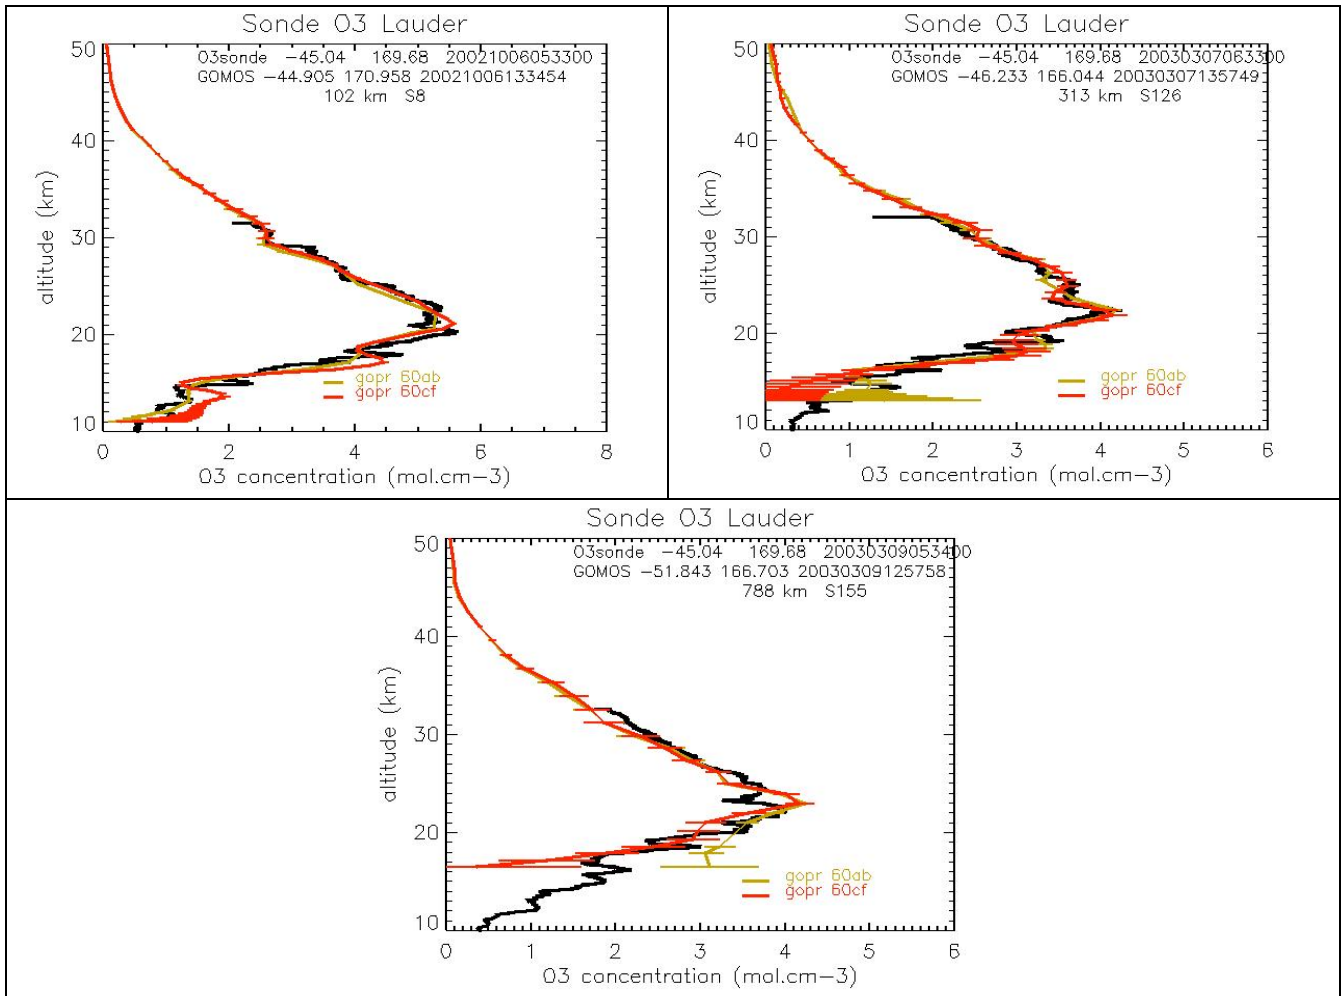 Sonde O3 Lauder
O3sonde -45.04 169.68 20021006053300
GOMOS -44.905 170.958 20021006133454
102 km S8
50
40
30
20
10
altitude (km)
gopr 60ab
gopr 60cf
0 2 4 6 8
O3 concentration (mol.cm-3)
Sonde O3 Lauder
O3sonde -45.04 169.68 20030307063300
GOMOS -46.233 166.044 20030307135749
313 km S126
50
40
30
20
10
altitude (km)
gopr 60ab
gopr 60cf
0 1 2 3 4 5 6
O3 concentration (mol.cm-3)
Sonde O3 Lauder
O3sonde -45.04 169.68 20030309053400
GOMOS -51.843 166.703 20030309125758
788 km S155
50
40
30
20
10
altitude (km)
gopr 60ab
gopr 60cf
0 1 2 3 4 5 6
O3 concentration (mol.cm-3)